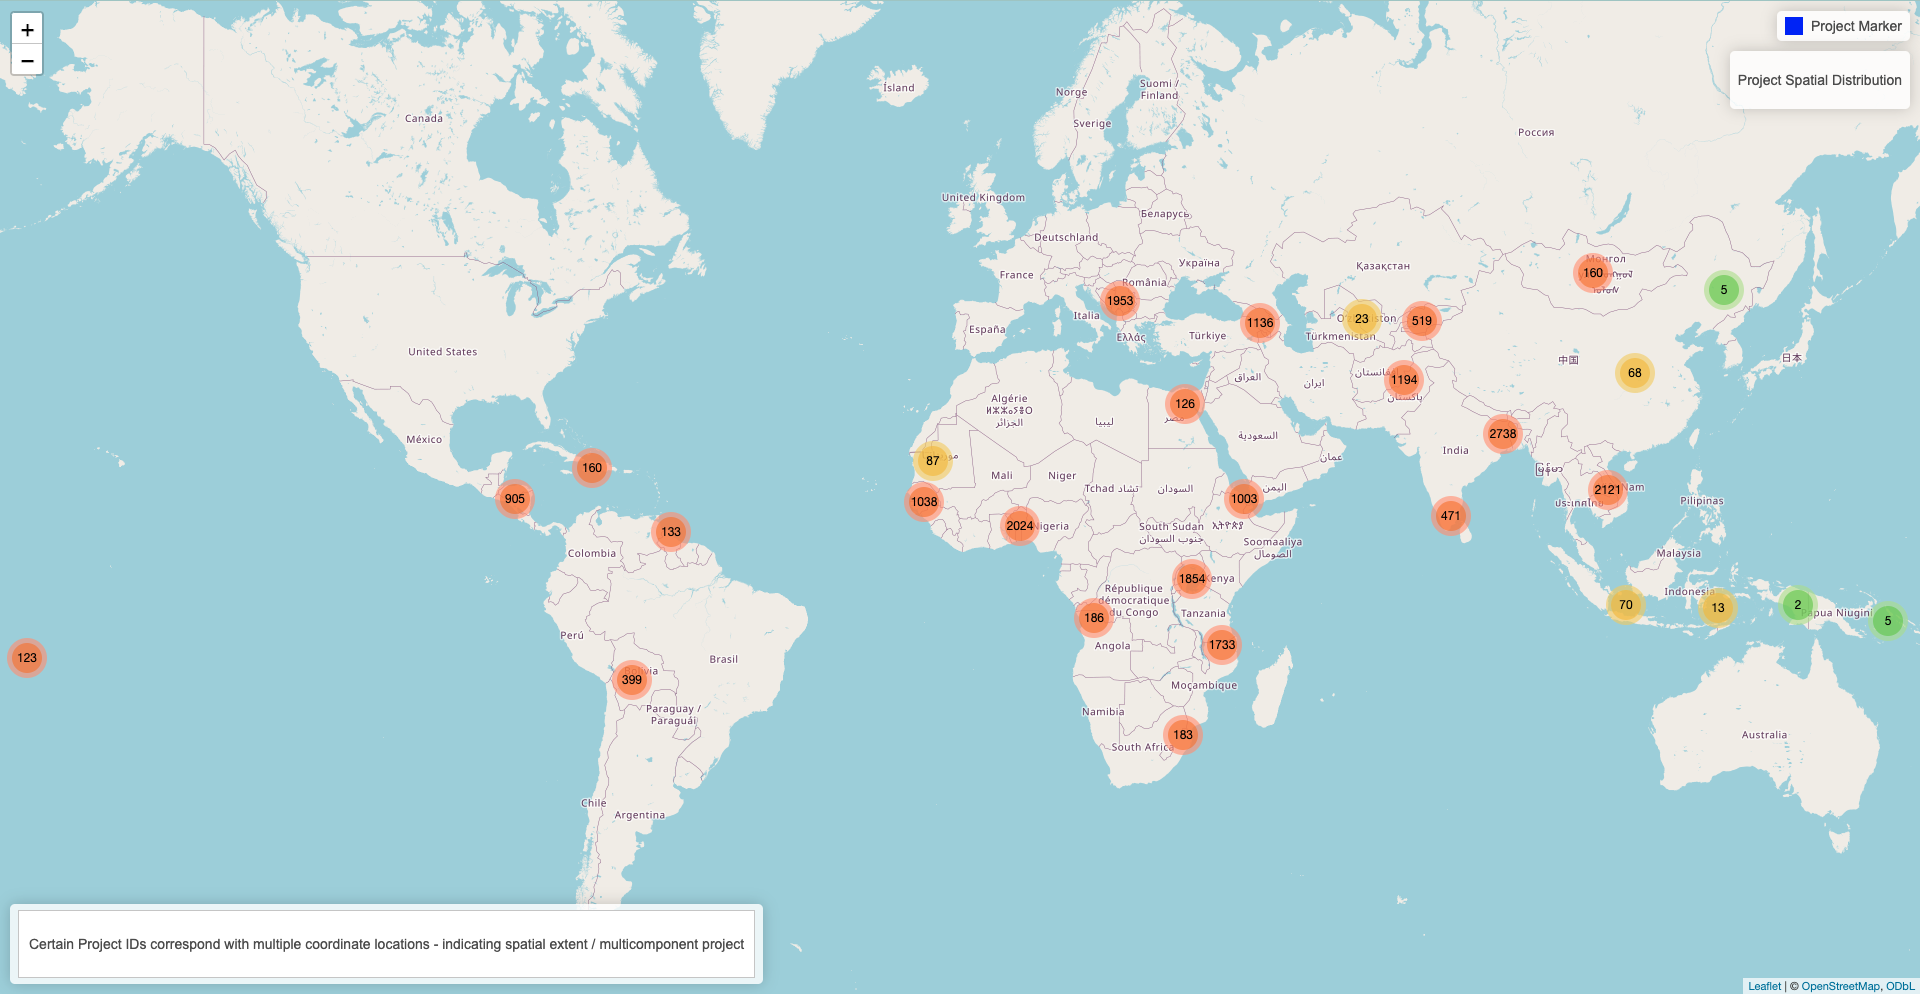 +
−
Project Marker
Project Spatial Distribution
Ísland
Norge
Suomi /
Finland
Sverige
Canada
Россия
United Kingdom
Беларусь
Deutschland
Україна
Қазақстан
France
România
Монгол
160
5
1953
Italia
España
Ελλάς
Türkiye
1136
23
Türkmenistan
519
United States
中国
日本
68
العراق
ایران
1194
پاکستان
Algérie
ⵍⵣⵣⴰⵢⴻⵔ
الجزائر
ليبيا
126
مصر
السعودية
عمان
México
India
2738
160
87
Mali
Niger
Tchad تشاد
السودان
اليمن
905
1038
1003
2121
Pilipinas
2024
Nigeria
South Sudan
جنوب السودان
ኢትዮጵያ
Soomaaliya
الصومال
471
133
Colombia
Malaysia
1854
Kenya
République
démocratique
du Congo
186
Tanzania
Indonesia
70
13
2
Papua Niugini
5
Perú
Angola
1733
123
Brasil
399
Bolivia
Moçambique
Paraguay /
Paraguái
Namibia
183
South Africa
Australia
Chile
Argentina
Certain Project IDs correspond with multiple coordinate locations - indicating spatial extent / multicomponent project
Leaflet | © OpenStreetMap, ODbL